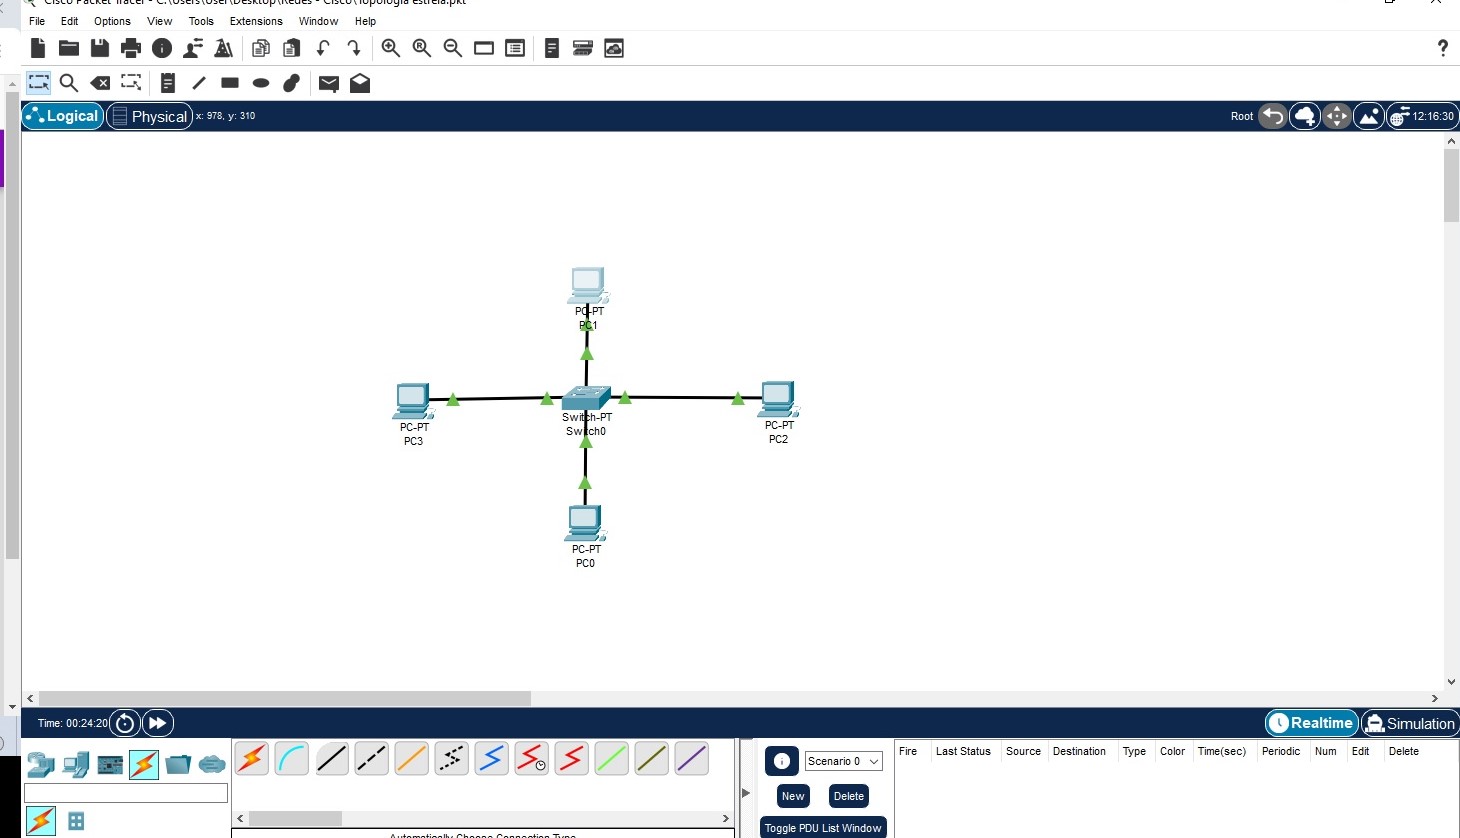 Cisco Packet Tracer - C:\Users\User\Desktop\Redes - Cisco\Topologia estrela.pkt
File Edit Options View Tools Extensions Window Help
Logical Physical x: 978, y: 310 Root 12:16:30
PC-PT
PC1
PC-PT
PC3
Switch-PT
Switch0
PC-PT
PC2
PC-PT
PC0
Time: 00:24:20 Realtime Simulation
Scenario 0 Fire Last Status Source Destination Type Color Time(sec) Periodic Num Edit Delete
New Delete
Toggle PDU List Window
Automatically Choose Connection Type